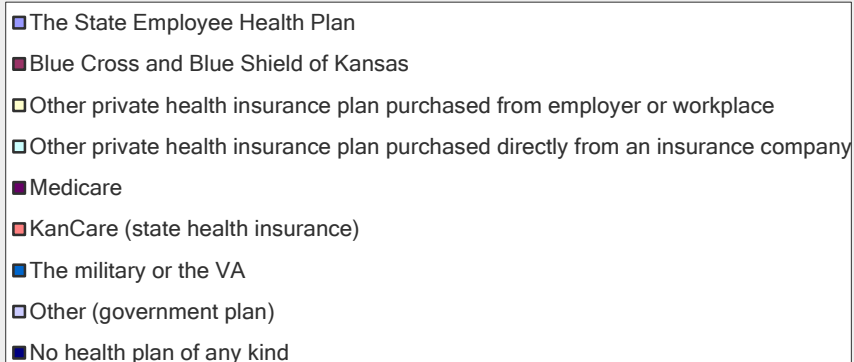 The State Employee Health Plan
Blue Cross and Blue Shield of Kansas
Other private health insurance plan purchased from employer or workplace
Other private health insurance plan purchased directly from an insurance company
Medicare
KanCare (state health insurance)
The military or the VA
Other (government plan)
No health plan of any kind